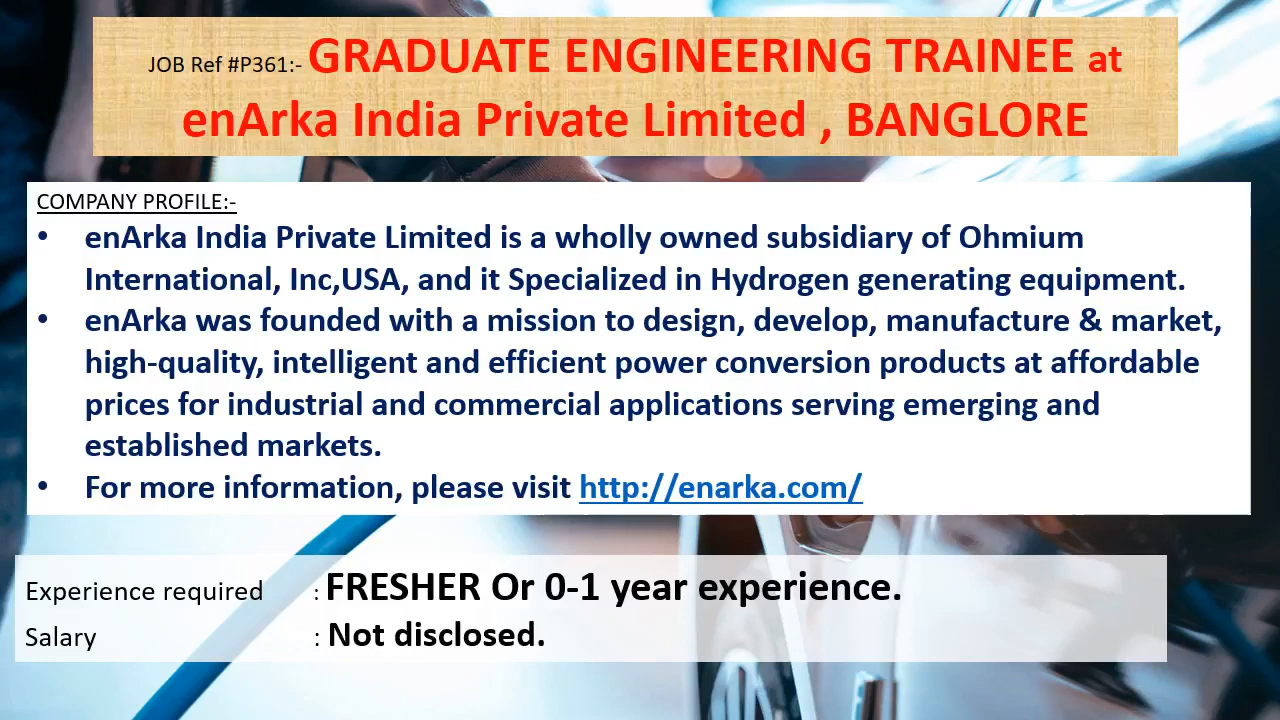 JOB Ref #P361:- GRADUATE ENGINEERING TRAINEE at
enArka India Private Limited , BANGLORE
COMPANY PROFILE:-
• enArka India Private Limited is a wholly owned subsidiary of Ohmium
International, Inc,USA, and it Specialized in Hydrogen generating equipment.
• enArka was founded with a mission to design, develop, manufacture & market,
high-quality, intelligent and efficient power conversion products at affordable
prices for industrial and commercial applications serving emerging and
established markets.
• For more information, please visit http://enarka.com/
Experience required : FRESHER Or 0-1 year experience.
Salary : Not disclosed.